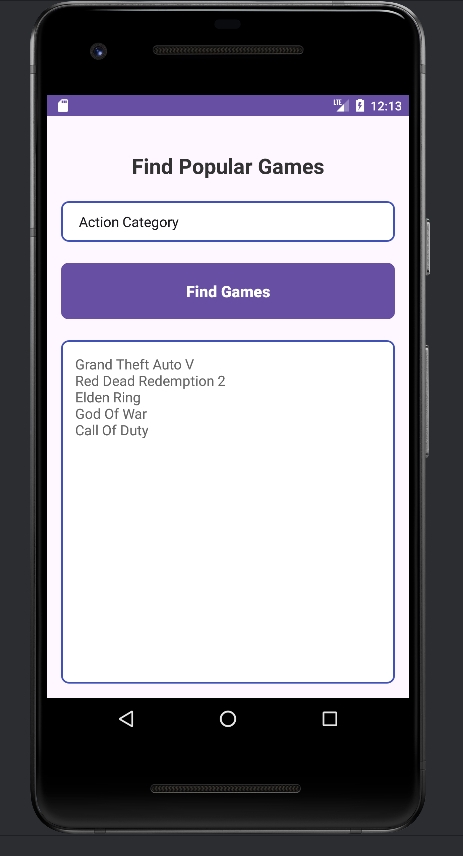 LTE 12:13
Find Popular Games
Action Category
Find Games
Grand Theft Auto V
Red Dead Redemption 2
Elden Ring
God Of War
Call Of Duty